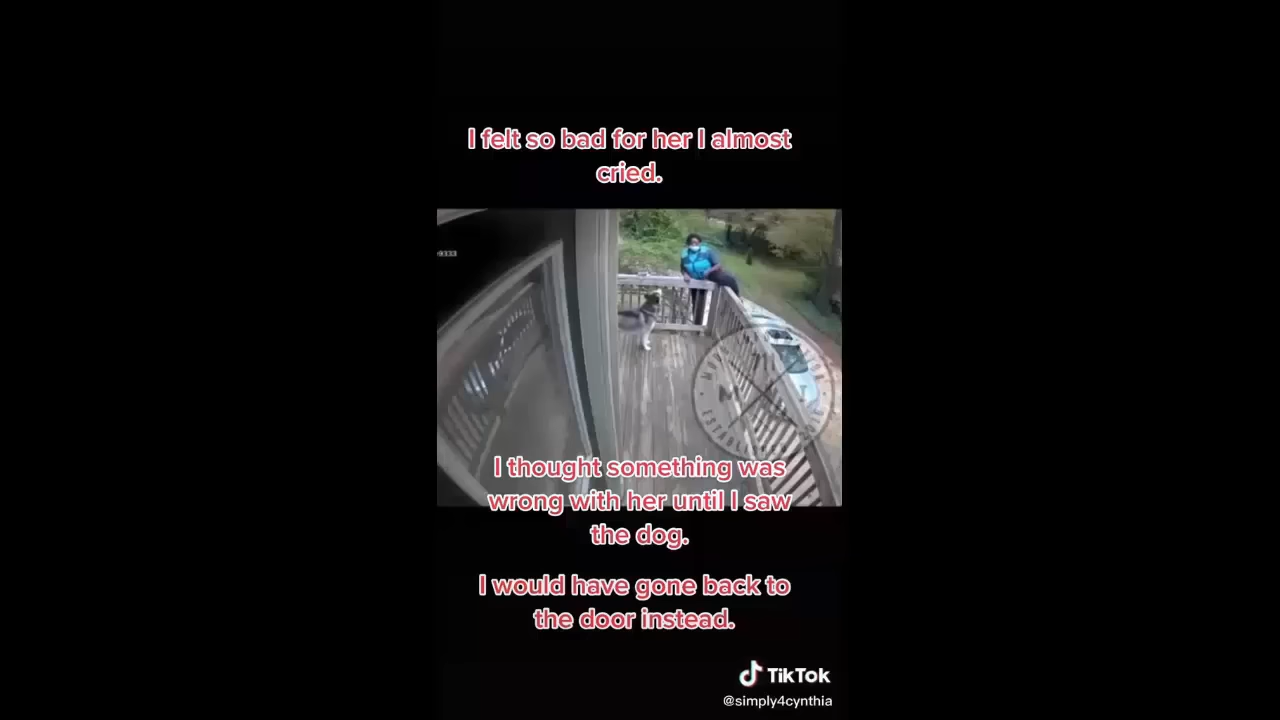 I felt so bad for her I almost
cried.
I thought something was
wrong with her until I saw
the dog.
I would have gone back to
the door instead.
TikTok
@simply4cynthia